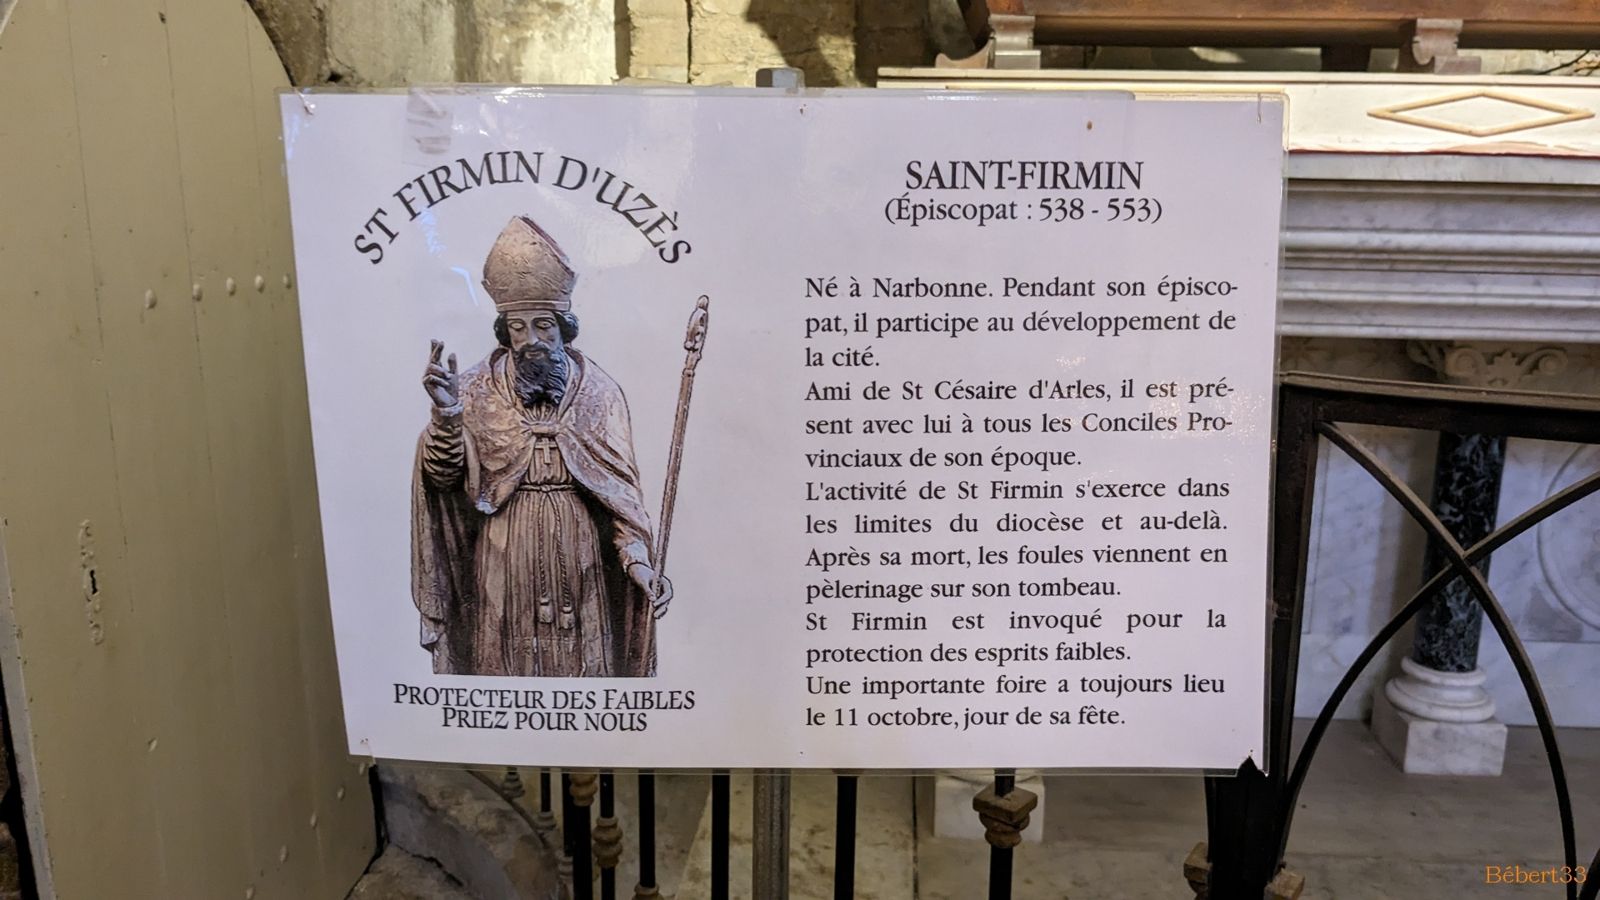 ST FIRMIN D'UZÈS
PROTECTEUR DES FAIBLES
PRIEZ POUR NOUS
SAINT-FIRMIN
(Épiscopat : 538 - 553)
Né à Narbonne. Pendant son épisco-
pat, il participe au développement de
la cité.
Ami de St Césaire d'Arles, il est pré-
sent avec lui à tous les Conciles Pro-
vinciaux de son époque.
L'activité de St Firmin s'exerce dans
les limites du diocèse et au-delà.
Après sa mort, les foules viennent en
pèlerinage sur son tombeau.
St Firmin est invoqué pour la
protection des esprits faibles.
Une importante foire a toujours lieu
le 11 octobre, jour de sa fête.
Bébert33